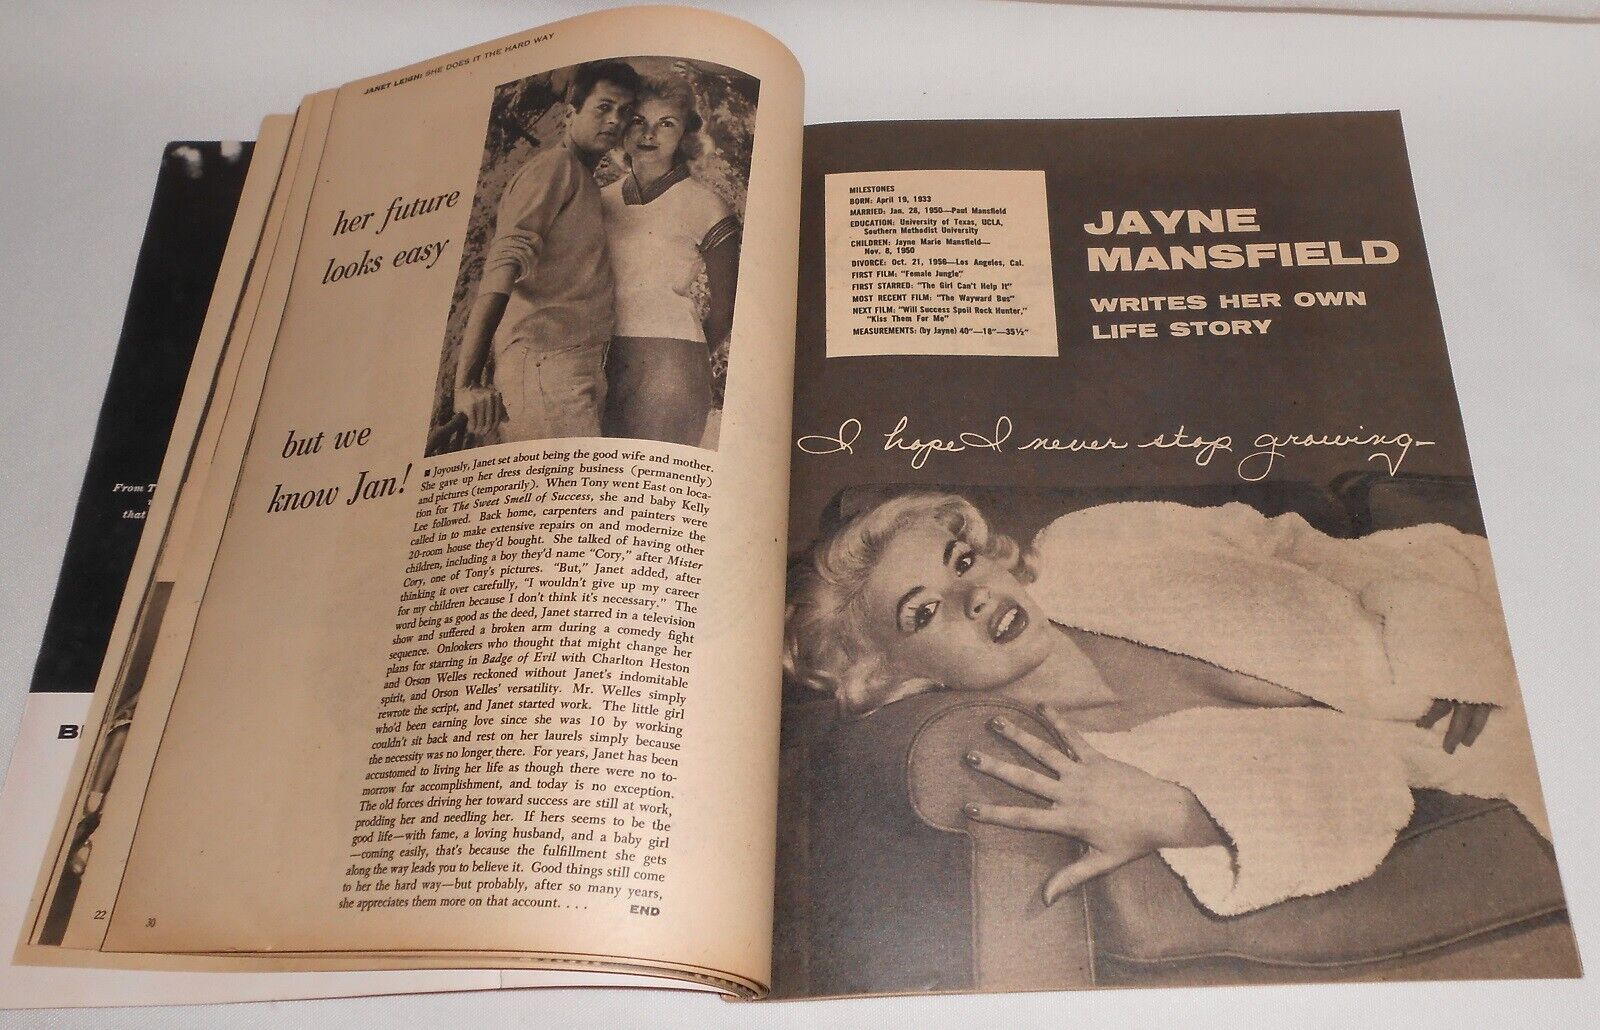 JANET LEIGH: SHE DOES IT THE HARD WAY
her future
looks easy
but we
know Jan!
■ Joyously, Janet set about being the good wife and mother.
She gave up her dress designing business (permanently)
and pictures (temporarily). When Tony went East on loca-
tion for The Sweet Smell of Success, she and baby Kelly
Lee followed. Back home, carpenters and painters were
called in to make extensive repairs on and modernize the
20-room house they'd bought. She talked of having other
children, including a boy they'd name "Cory," after Mister
Cory, one of Tony's pictures. "But," Janet added, after
thinking it over carefully, "I wouldn't give up my career
for my children because I don't think it's necessary." The
word being as good as the deed, Janet starred in a television
show and suffered a broken arm during a comedy fight
sequence. Onlookers who thought that might change her
plans for starring in Badge of Evil with Charlton Heston
and Orson Welles reckoned without Janet's indomitable
spirit, and Orson Welles' versatility. Mr. Welles simply
rewrote the script, and Janet started work. The little girl
who'd been earning love since she was 10 by working
couldn't sit back and rest on her laurels simply because
the necessity was no longer there. For years, Janet has been
accustomed to living her life as though there were no to-
morrow for accomplishment, and today is no exception.
The old forces driving her toward success are still at work,
prodding her and needling her. If hers seems to be the
good life—with fame, a loving husband, and a baby girl
—coming easily, that's because the fulfillment she gets
along the way leads you to believe it. Good things still come
to her the hard way—but probably, after so many years,
she appreciates them more on that account. . . . END
22
30
From T
that
MILESTONES
BORN: April 19, 1933
MARRIED: Jan. 28, 1950—Paul Mansfield
EDUCATION: University of Texas, UCLA,
Southern Methodist University
CHILDREN: Jayne Marie Mansfield—
Nov. 8, 1950
DIVORCE: Oct. 21, 1956—Los Angeles, Cal.
FIRST FILM: "Female Jungle"
FIRST STARRED: "The Girl Can't Help It"
MOST RECENT FILM: "The Wayward Bus"
NEXT FILM: "Will Success Spoil Rock Hunter,"
"Kiss Them For Me"
MEASUREMENTS: (by Jayne) 40"—18"—35½"
JAYNE
MANSFIELD
WRITES HER OWN
LIFE STORY
I hope I never stop growing—